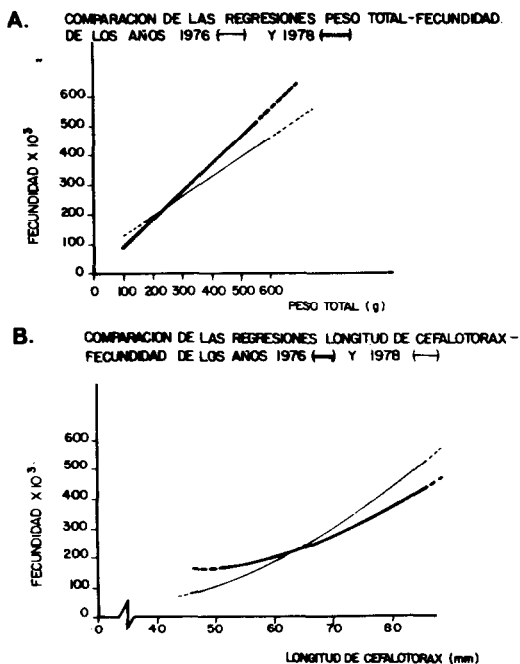 A. COMPARACION DE LAS REGRESIONES PESO TOTAL-FECUNDIDAD
DE LOS AÑOS 1976 Y 1978
FECUNDIDAD X 10³
600
500
400
300
200
100
0
0 100 200 300 400 500 600
PESO TOTAL (g)
B. COMPARACION DE LAS REGRESIONES LONGITUD DE CEFALOTORAX-
FECUNDIDAD DE LOS AÑOS 1976 Y 1978
FECUNDIDAD X 10³
600
500
400
300
200
100
0
0 40 50 60 70 80
LONGITUD DE CEFALOTORAX (mm)